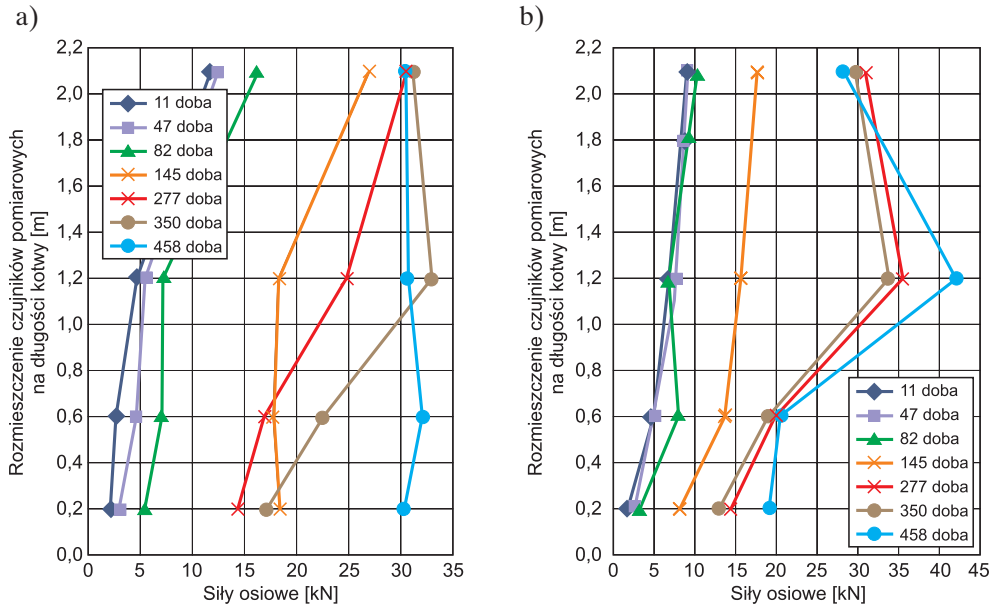 a)
Rozmieszczenie czujników pomiarowych
na długości kotwy [m]
2,2
2,0
1,8
1,6
1,4
1,2
1,0
0,8
0,6
0,4
0,2
0,0
11 doba
47 doba
82 doba
145 doba
277 doba
350 doba
458 doba
0 5 10 15 20 25 30 35
Siły osiowe [kN]
b)
Rozmieszczenie czujników pomiarowych
na długości kotwy [m]
2,2
2,0
1,8
1,6
1,4
1,2
1,0
0,8
0,6
0,4
0,2
0,0
11 doba
47 doba
82 doba
145 doba
277 doba
350 doba
458 doba
0 5 10 15 20 25 30 35 40 45
Siły osiowe [kN]